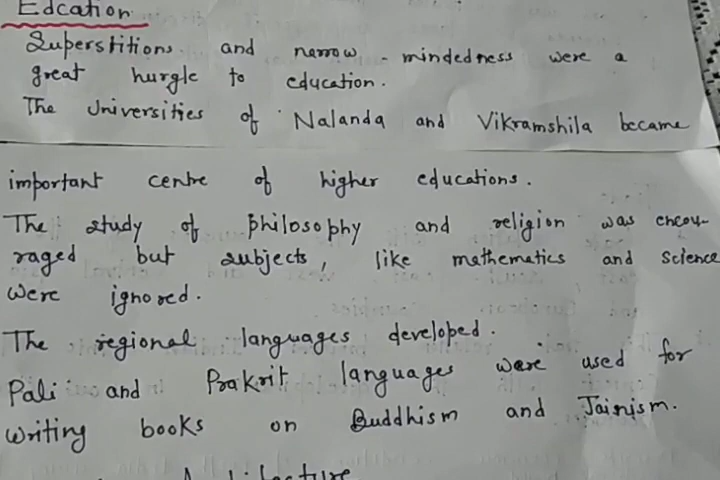 Edcation
Superstitions and narrow-mindedness were a
great hurgle to education.
The Universities of Nalanda and Vikramshila became
important centre of higher educations.
The study of philosophy and religion was encou-
raged but subjects, like mathematics and science
were ignored.
The regional languages developed.
Pali and Prakrit languages were used for
writing books on Buddhism and Jainism.